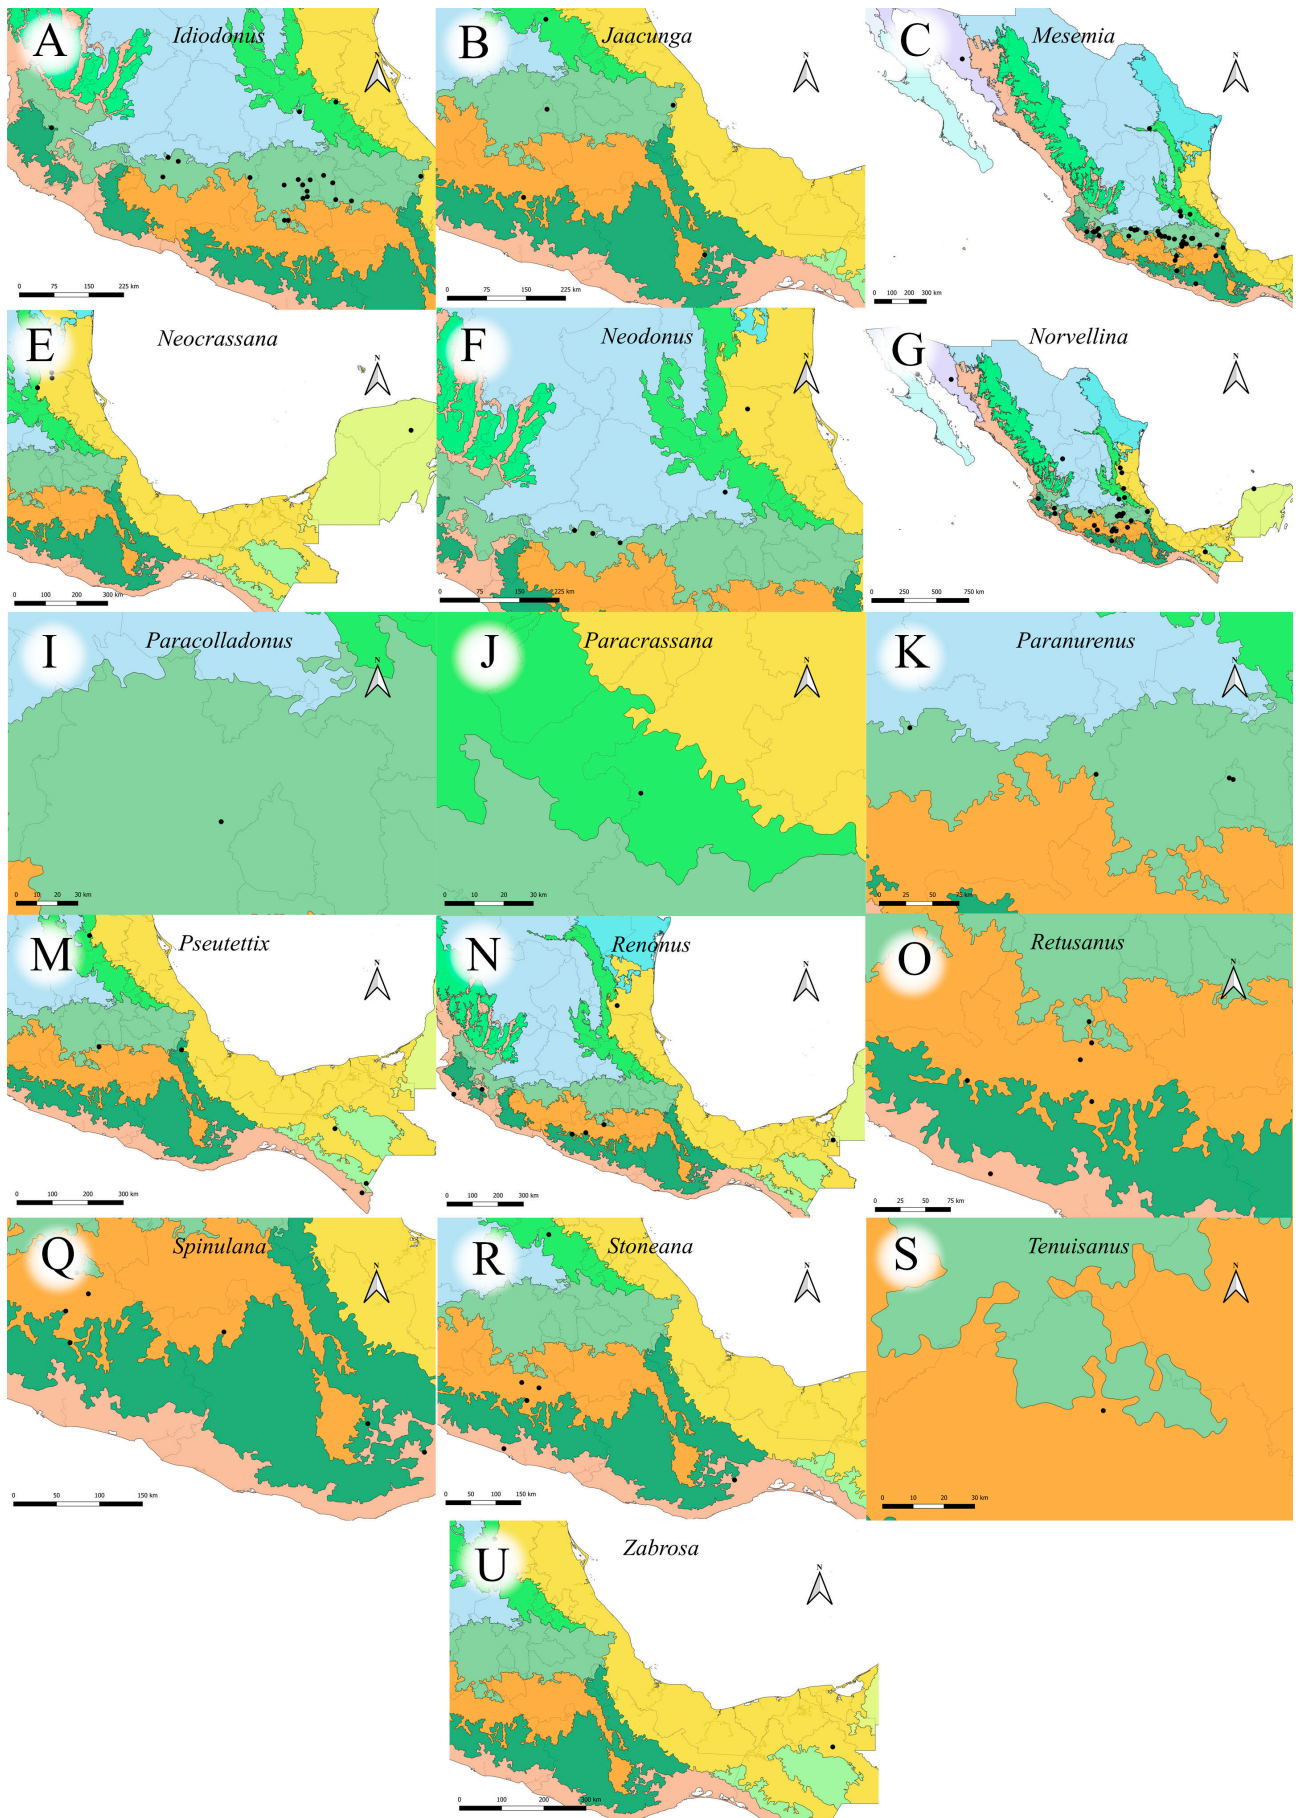 A
Idiodonus
N
0 75 150 225 km
B
Jaacunga
N
0 75 150 225 km
C
Mesemia
N
0 100 200 300 km
E
Neocrassana
N
0 100 200 300 km
F
Neodonus
N
0 75 150 225 km
G
Norvellina
N
0 250 500 750 km
I
Paracolladonus
N
0 10 20 30 km
J
Paracrassana
N
0 10 20 30 km
K
Paranurenus
N
0 25 50 75 km
M
Pseutettix
N
0 100 200 300 km
N
Renonus
N
0 100 200 300 km
O
Retusanus
N
0 25 50 75 km
Q
Spinulana
N
0 50 100 150 km
R
Stoneana
N
0 50 100 150 km
S
Tenuisanus
N
0 10 20 30 km
U
Zabrosa
N
0 100 200 300 km